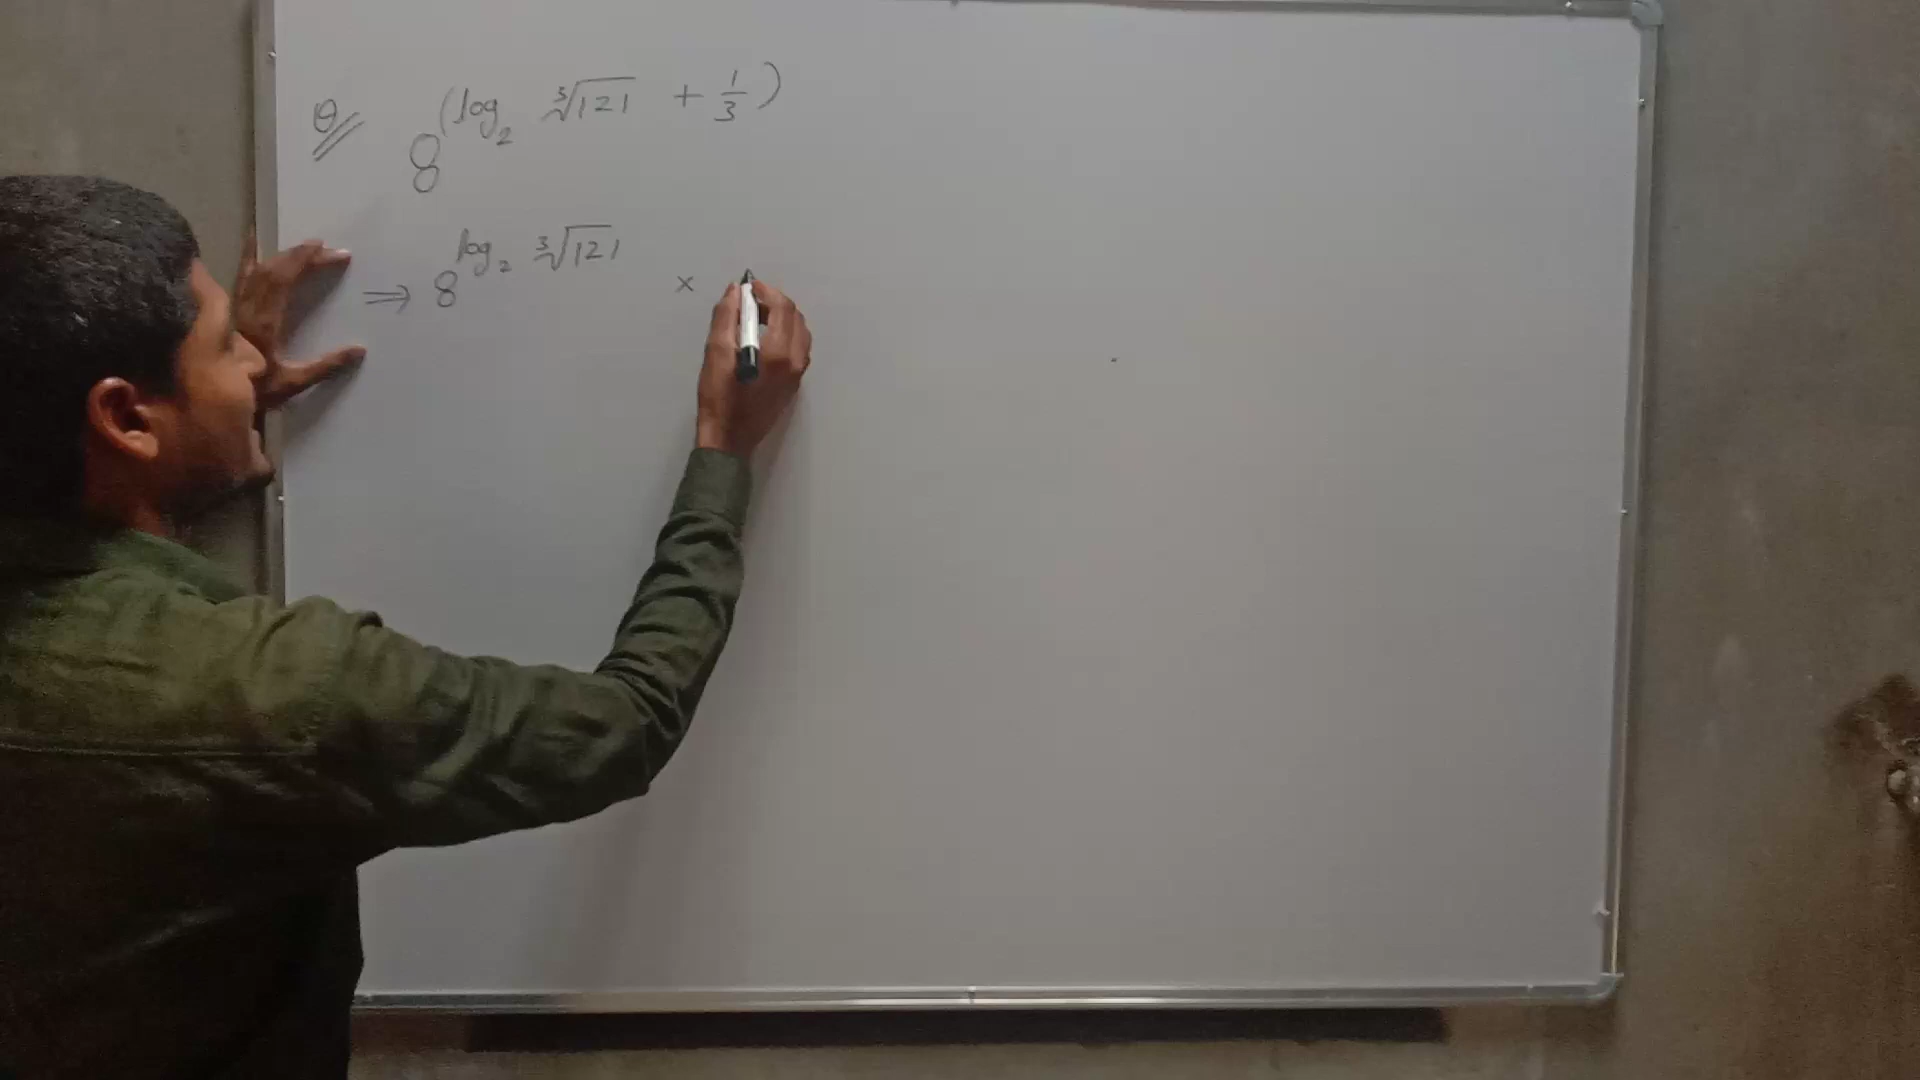 Q 8^(log₂ ∛121 + 1/3)
⇒ 8^log₂ ∛121 ×